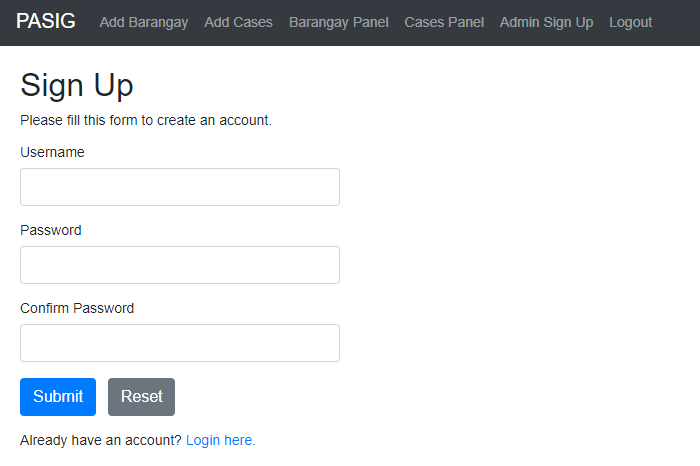 PASIG Add Barangay Add Cases Barangay Panel Cases Panel Admin Sign Up Logout
Sign Up
Please fill this form to create an account.
Username
Password
Confirm Password
Submit Reset
Already have an account? Login here.